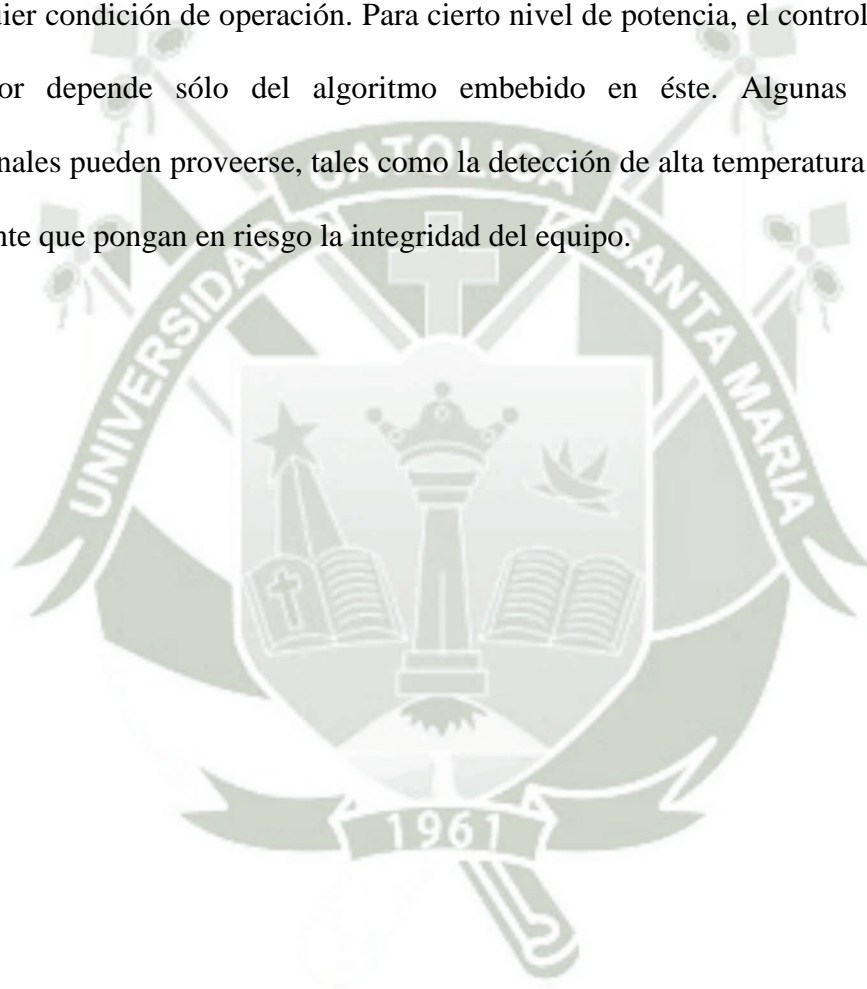 uier condición de operación. Para cierto nivel de potencia, el control
or depende sólo del algoritmo embebido en éste. Algunas
nales pueden proveerse, tales como la detección de alta temperatura
nte que pongan en riesgo la integridad del equipo.
UNIVERSIDAD CATOLICA SANTA MARIA
1961